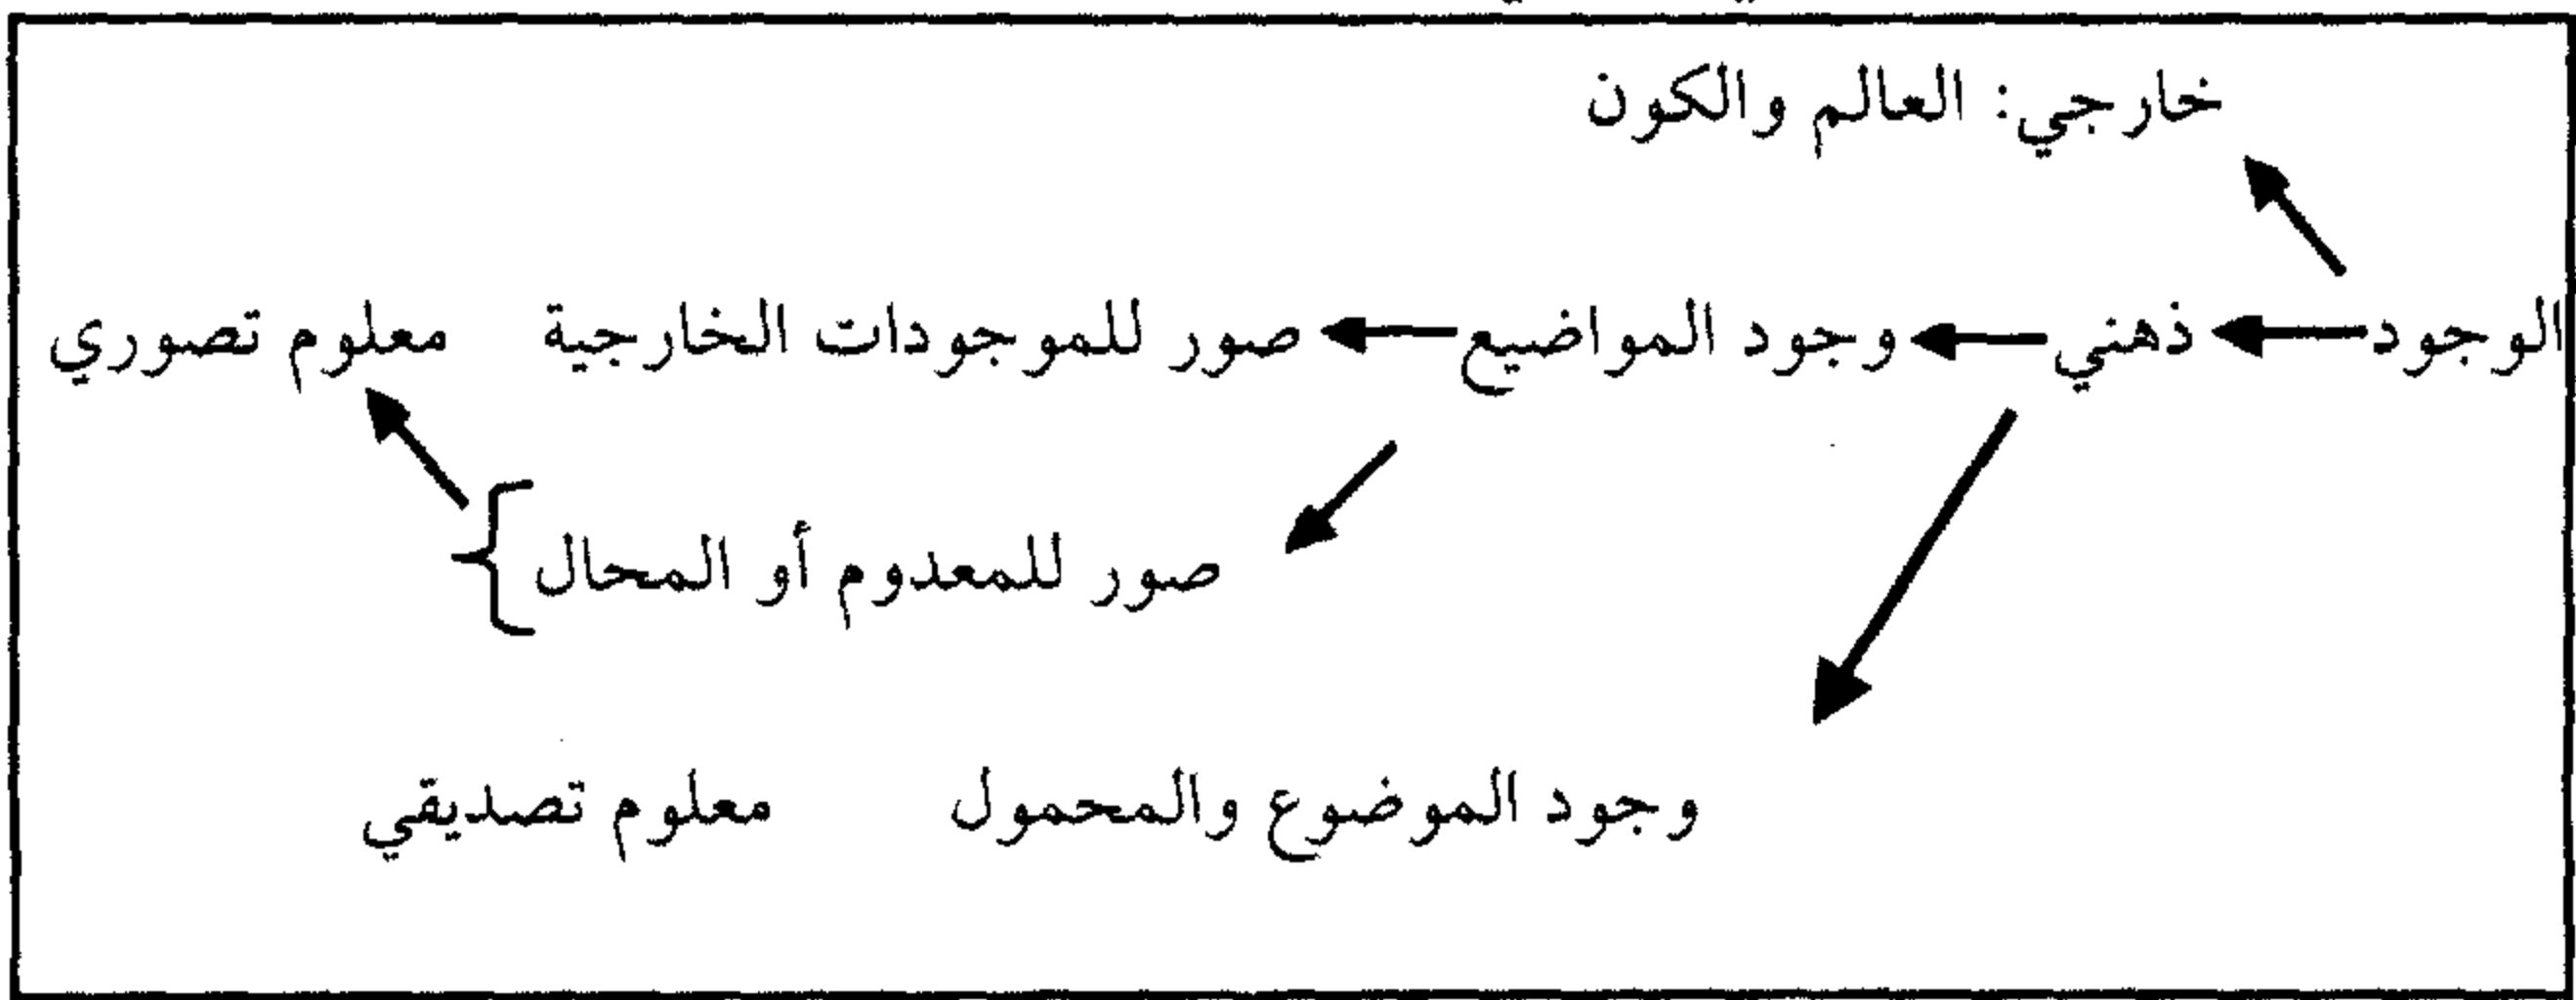 خارجي: العالم والكون
الوجود ذهني وجود المواضيع صور للموجودات الخارجية معلوم تصوري
صور للمعدوم أو المحال
وجود الموضوع والمحمول معلوم تصديقي